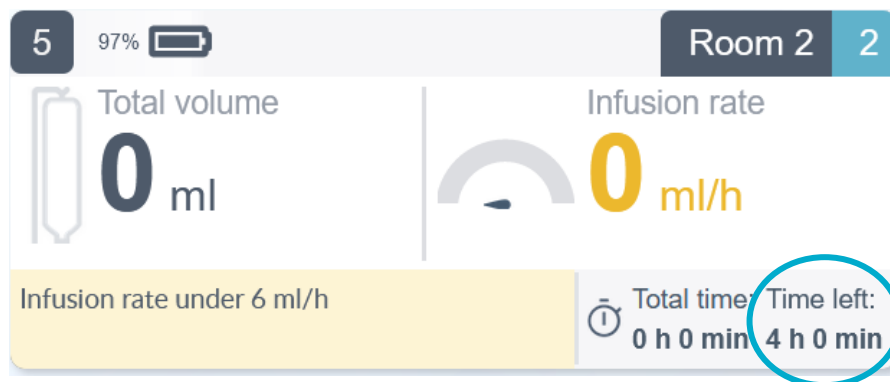 5 97% Room 2 2
Total volume Infusion rate
0 ml 0 ml/h
Infusion rate under 6 ml/h Total time: Time left:
0 h 0 min 4 h 0 min